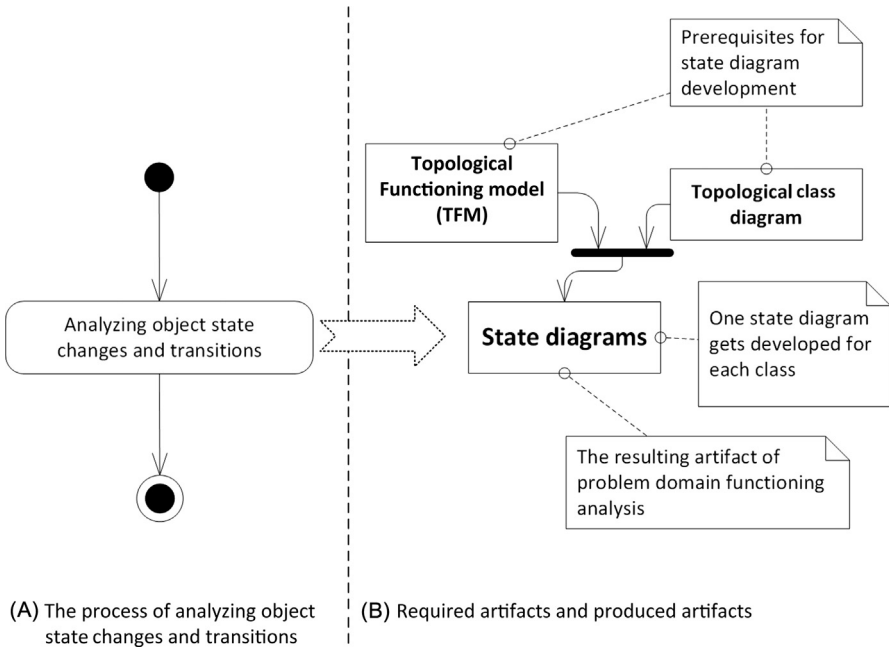 Prerequisites for
state diagram
development
Topological
Functioning model
(TFM)
Topological class
diagram
Analyzing object state
changes and transitions
State diagrams
One state diagram
gets developed for
each class
The resulting artifact of
problem domain functioning
analysis
(A) The process of analyzing object
state changes and transitions
(B) Required artifacts and produced artifacts